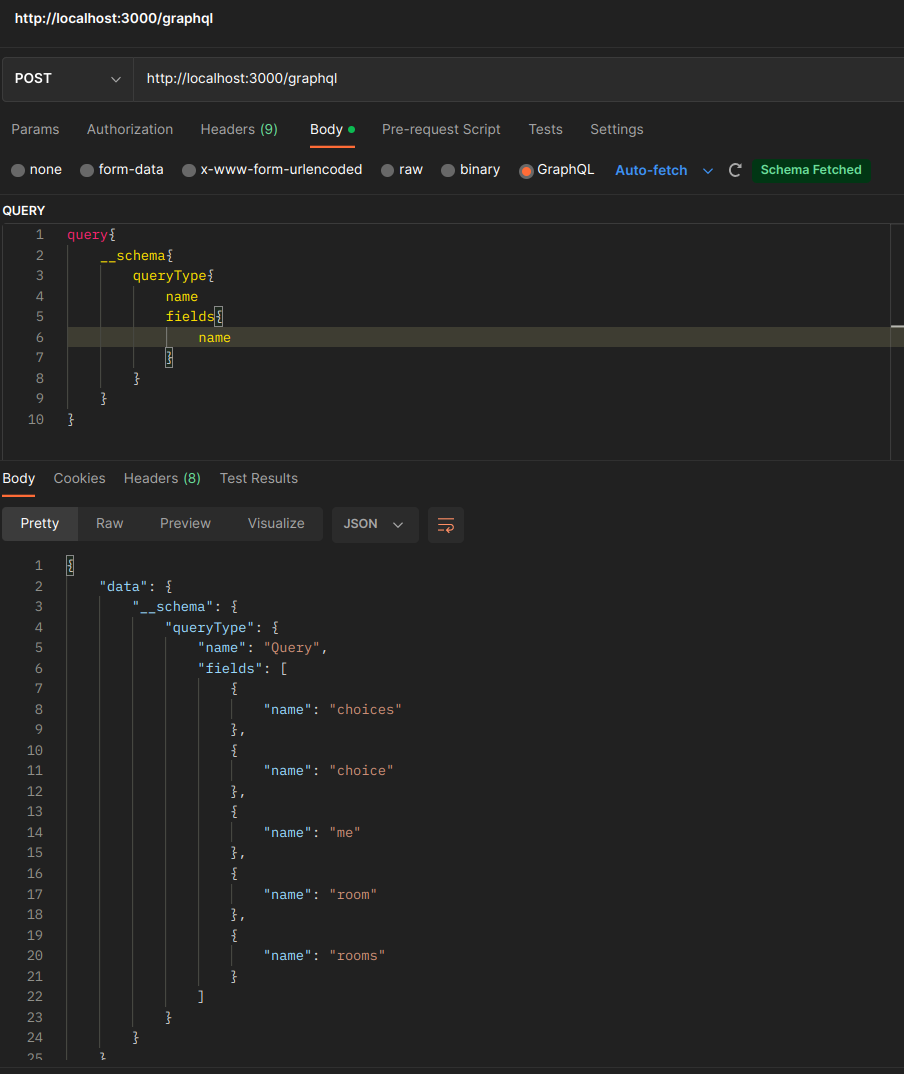 http://localhost:3000/graphql
POST http://localhost:3000/graphql
Params Authorization Headers (9) Body Pre-request Script Tests Settings
none form-data x-www-form-urlencoded raw binary GraphQL Auto-fetch Schema Fetched
QUERY
1 query{
2 __schema{
3 queryType{
4 name
5 fields{
6 name
7 }
8 }
9 }
10 }
Body Cookies Headers (8) Test Results
Pretty Raw Preview Visualize JSON
1 {
2 "data": {
3 "__schema": {
4 "queryType": {
5 "name": "Query",
6 "fields": [
7 {
8 "name": "choices"
9 },
10 {
11 "name": "choice"
12 },
13 {
14 "name": "me"
15 },
16 {
17 "name": "room"
18 },
19 {
20 "name": "rooms"
21 }
22 ]
23 }
24 }
25 }